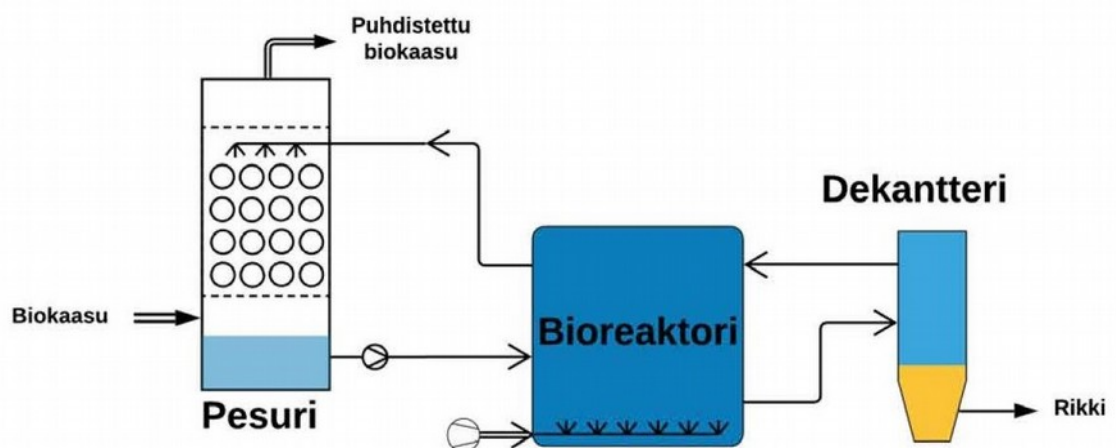 Puhdistettu
biokaasu
Dekantteri
Biokaasu
Bioreaktori
Pesuri
Rikki